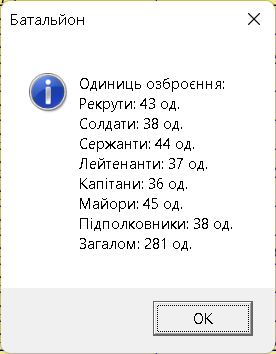 Батальйон
Одиниць озброєння:
Рекрути: 43 од.
Солдати: 38 од.
Сержанти: 44 од.
Лейтенанти: 37 од.
Капітани: 36 од.
Майори: 45 од.
Підполковники: 38 од.
Загалом: 281 од.
OK